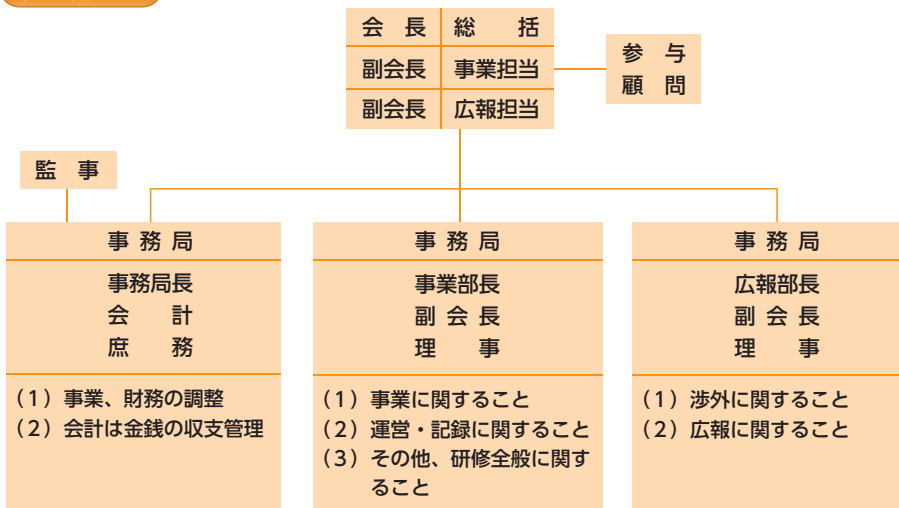 会長 総括
副会長 事業担当
副会長 広報担当
参与
顧問
監事
事務局
事務局長
会計
庶務
(1)事業、財務の調整
(2)会計は金銭の収支管理
事務局
事業部長
副会長
理事
(1)事業に関すること
(2)運営・記録に関すること
(3)その他、研修全般に関す
ること
事務局
広報部長
副会長
理事
(1)渉外に関すること
(2)広報に関すること